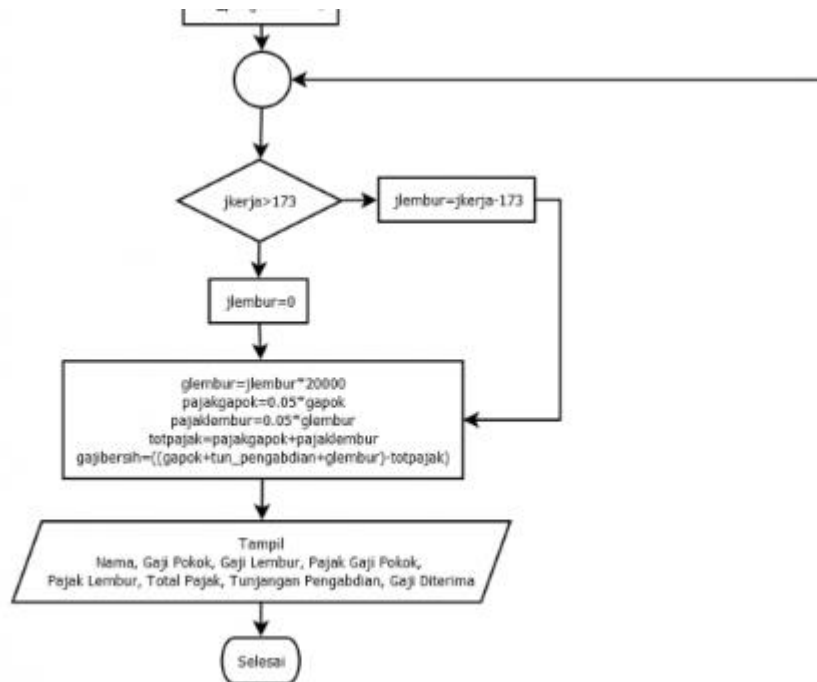 jkerja>173
jlembur=jkerja-173
jlembur=0
glembur=jlembur*20000
pajakgapok=0.05*gapok
pajaklembur=0.05*glembur
totpajak=pajakgapok+pajaklembur
gajibersih=((gapok+tun_pengabdian+glembur)-totpajak)
Tampil
Nama, Gaji Pokok, Gaji Lembur, Pajak Gaji Pokok,
Pajak Lembur, Total Pajak, Tunjangan Pengabdian, Gaji Diterima
Selesai